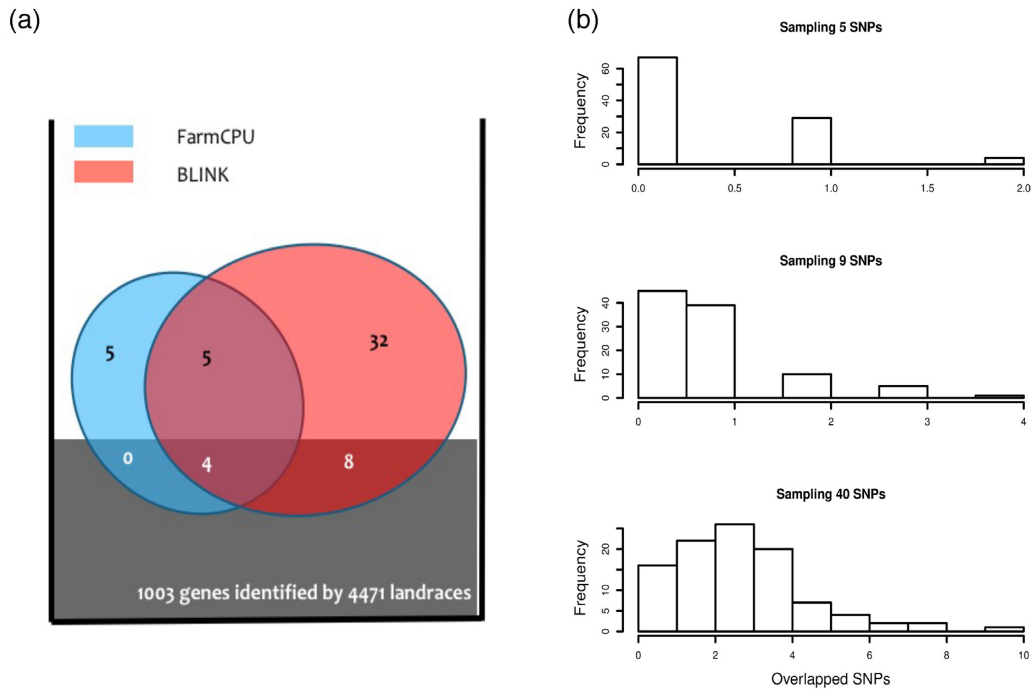 (a)
FarmCPU
BLINK
5
5
32
0
4
8
1003 genes identified by 4471 landraces
(b)
Sampling 5 SNPs
Frequency
60
40
20
0
0.0 0.5 1.0 1.5 2.0
Sampling 9 SNPs
Frequency
40
30
20
10
0
0 1 2 3 4
Sampling 40 SNPs
Frequency
20
10
5
0
0 2 4 6 8 10
Overlapped SNPs